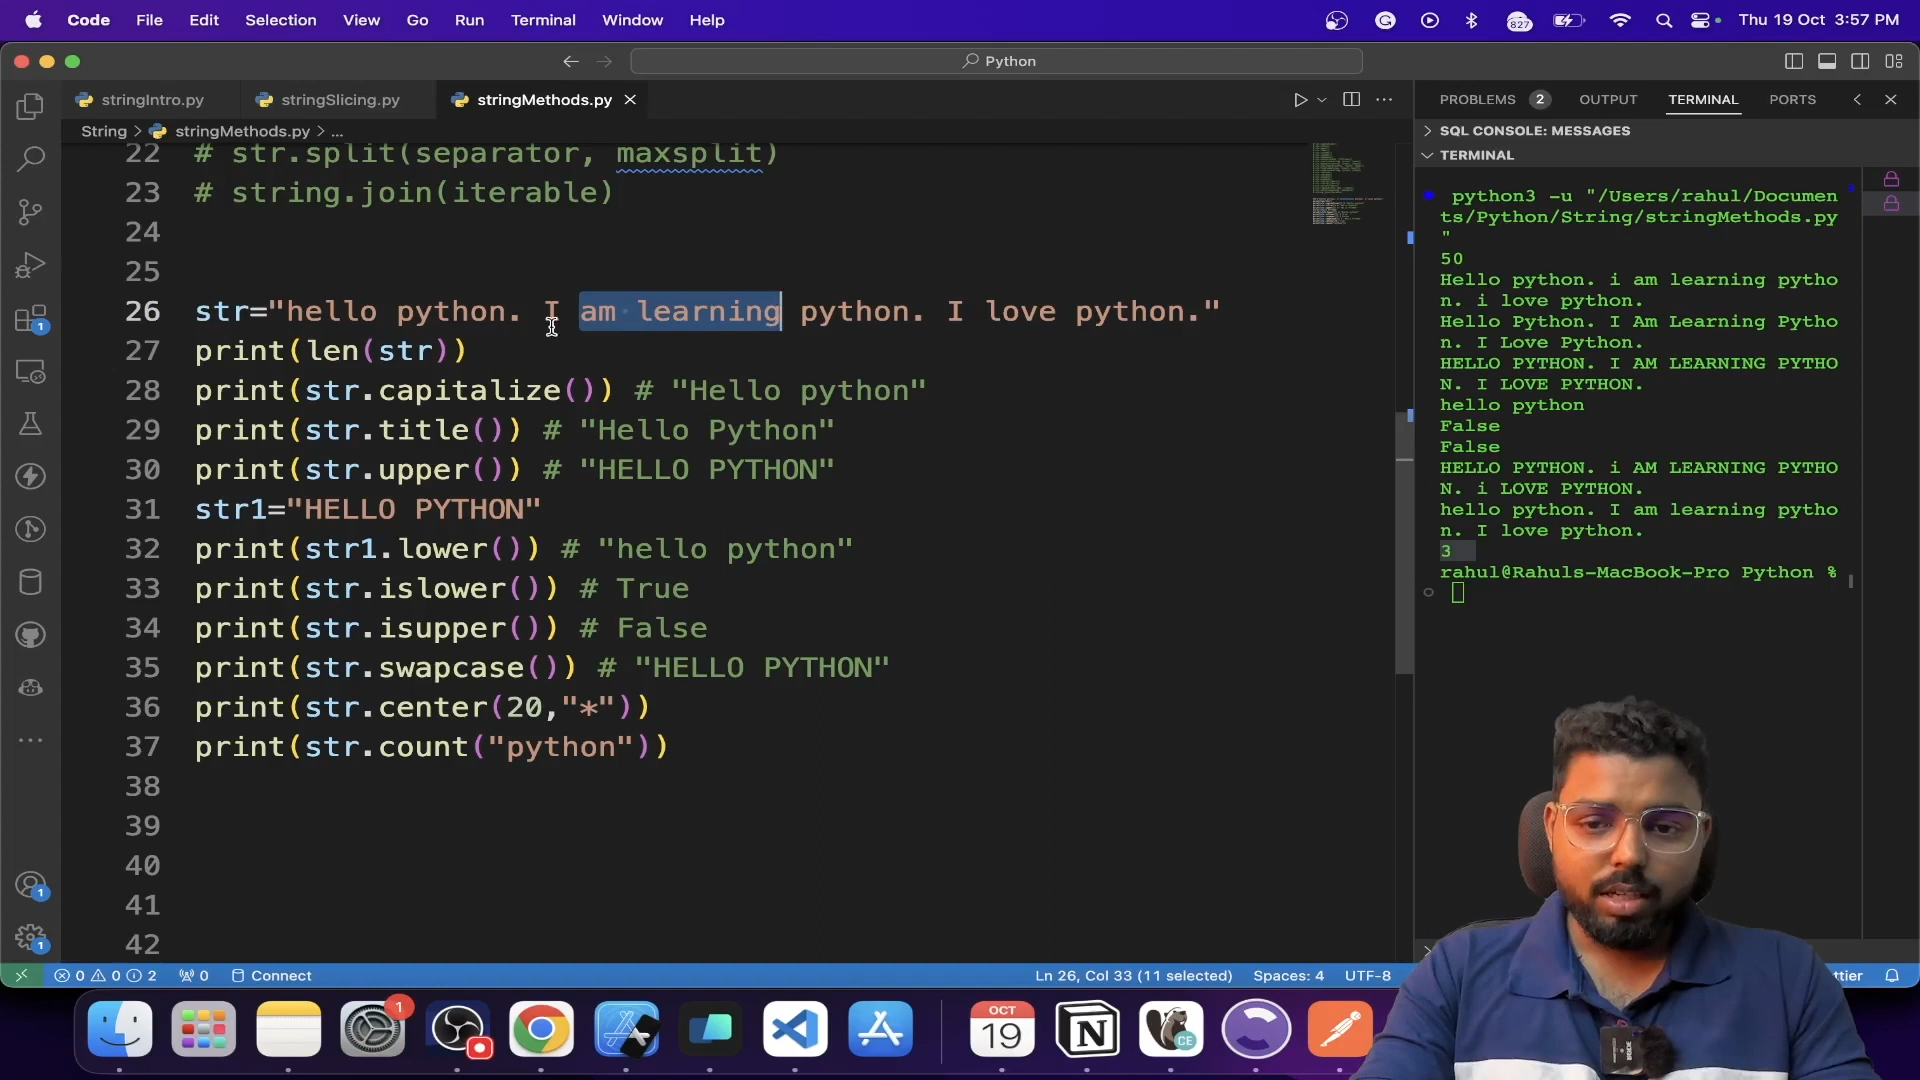 Code File Edit Selection View Go Run Terminal Window Help
827
Thu 19 Oct 3:57 PM
Python
stringIntro.py
stringSlicing.py
stringMethods.py
PROBLEMS 2 OUTPUT TERMINAL PORTS
String > stringMethods.py > ...
SQL CONSOLE: MESSAGES
TERMINAL
22 # str.split(separator, maxsplit)
23 # string.join(iterable)
24
25
26 str="hello python. I am learning python. I love python."
27 print(len(str))
28 print(str.capitalize()) # "Hello python"
29 print(str.title()) # "Hello Python"
30 print(str.upper()) # "HELLO PYTHON"
31 str1="HELLO PYTHON"
32 print(str1.lower()) # "hello python"
33 print(str.islower()) # True
34 print(str.isupper()) # False
35 print(str.swapcase()) # "HELLO PYTHON"
36 print(str.center(20,"*"))
37 print(str.count("python"))
38
39
40
41
42
python3 -u "/Users/rahul/Documen
ts/Python/String/stringMethods.py
"
50
Hello python. i am learning pytho
n. i love python.
Hello Python. I Am Learning Pytho
n. I Love Python.
HELLO PYTHON. I AM LEARNING PYTHO
N. I LOVE PYTHON.
hello python
False
False
HELLO PYTHON. i AM LEARNING PYTHO
N. i LOVE PYTHON.
hello python. I am learning pytho
n. I love python.
3
rahul@Rahuls-MacBook-Pro Python %
1
1
1
0 0 2 0 Connect
Ln 26, Col 33 (11 selected) Spaces: 4 UTF-8
ttier
1
OCT
19
CE